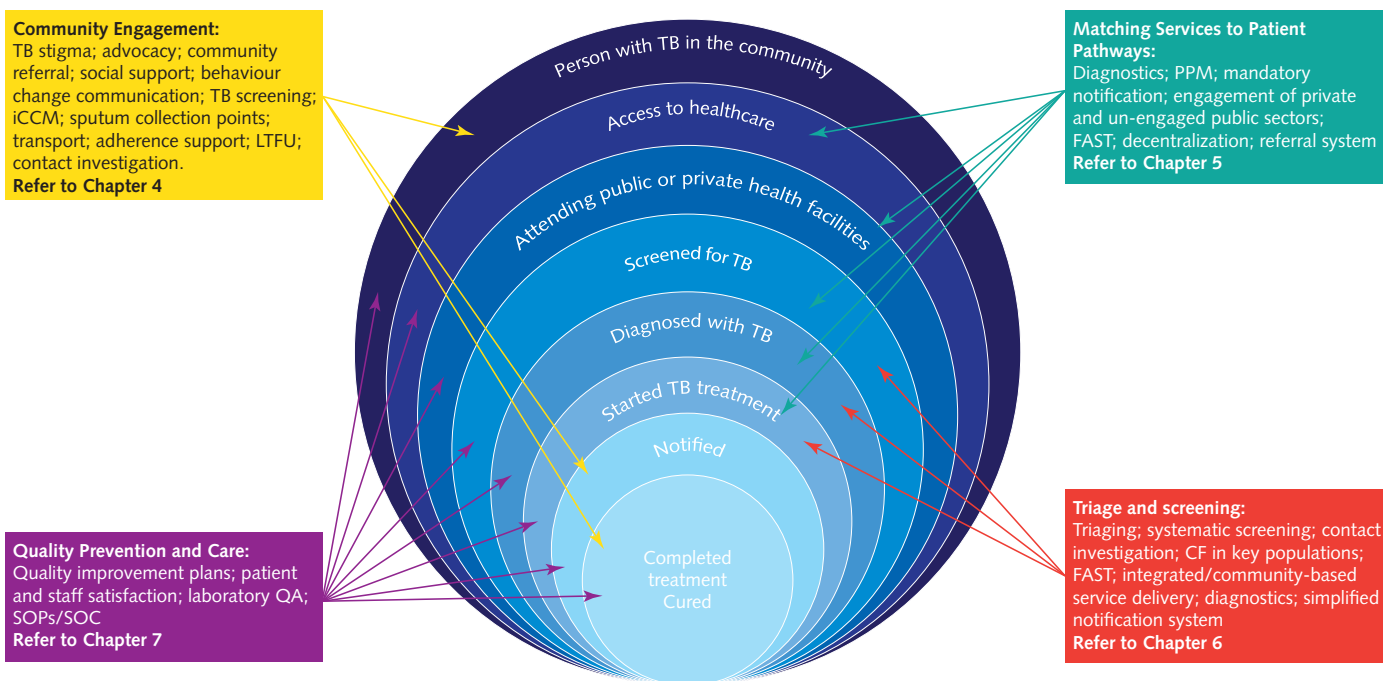 Community Engagement:
TB stigma; advocacy; community
referral; social support; behaviour
change communication; TB screening;
iCCM; sputum collection points;
transport; adherence support; LTFU;
contact investigation.
Refer to Chapter 4
Matching Services to Patient
Pathways:
Diagnostics; PPM; mandatory
notification; engagement of private
and un-engaged public sectors;
FAST; decentralization; referral system
Refer to Chapter 5
Person with TB in the community
Access to healthcare
Attending public or private health facilities
Screened for TB
Diagnosed with TB
Started TB treatment
Notified
Completed
treatment
Cured
Quality Prevention and Care:
Quality improvement plans; patient
and staff satisfaction; laboratory QA;
SOPs/SOC
Refer to Chapter 7
Triage and screening:
Triaging; systematic screening; contact
investigation; CF in key populations;
FAST; integrated/community-based
service delivery; diagnostics; simplified
notification system
Refer to Chapter 6